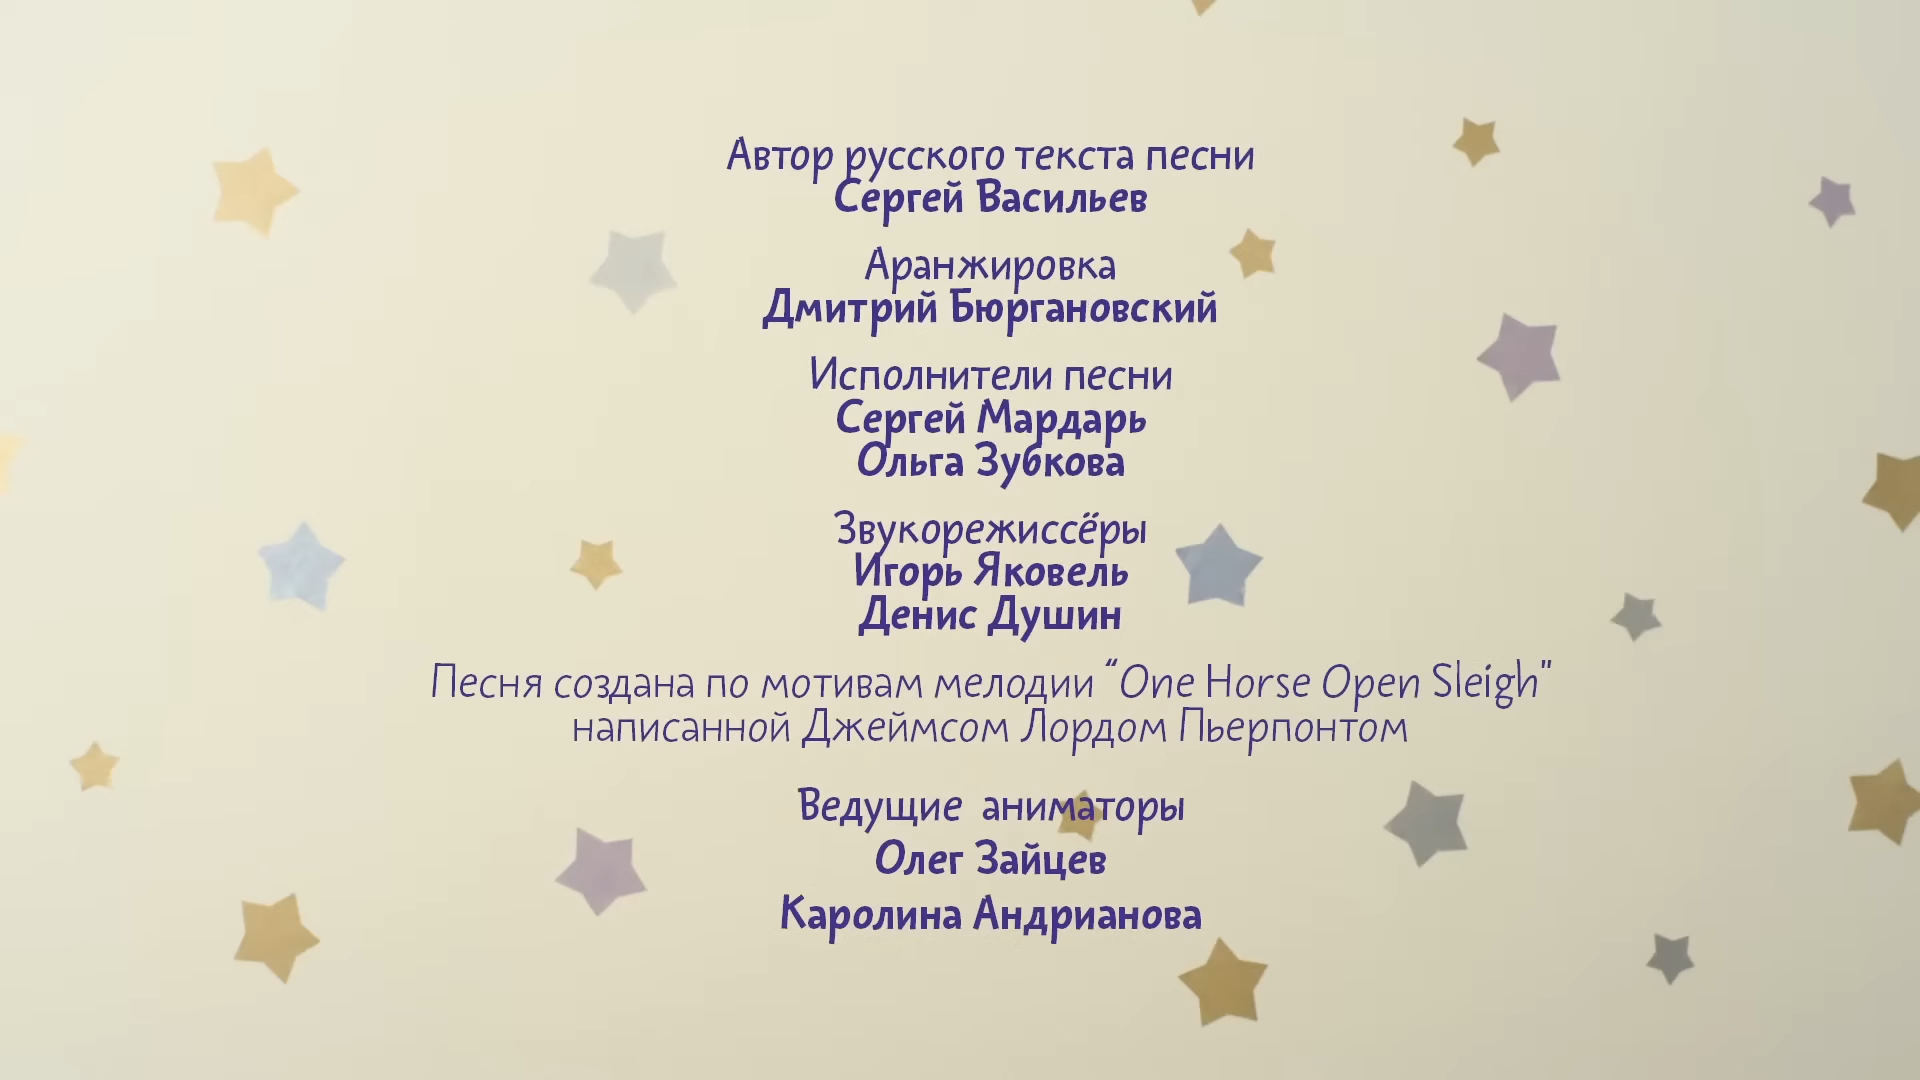 Автор русского текста песни
Сергей Васильев
Аранжировка
Дмитрий Бюргановский
Исполнители песни
Сергей Мардарь
Ольга Зубкова
Звукорежиссёры
Игорь Яковель
Денис Душин
Песня создана по мотивам мелодии “One Horse Open Sleigh”
написанной Джеймсом Лордом Пьерпонтом
Ведущие аниматоры
Олег Зайцев
Каролина Андрианова